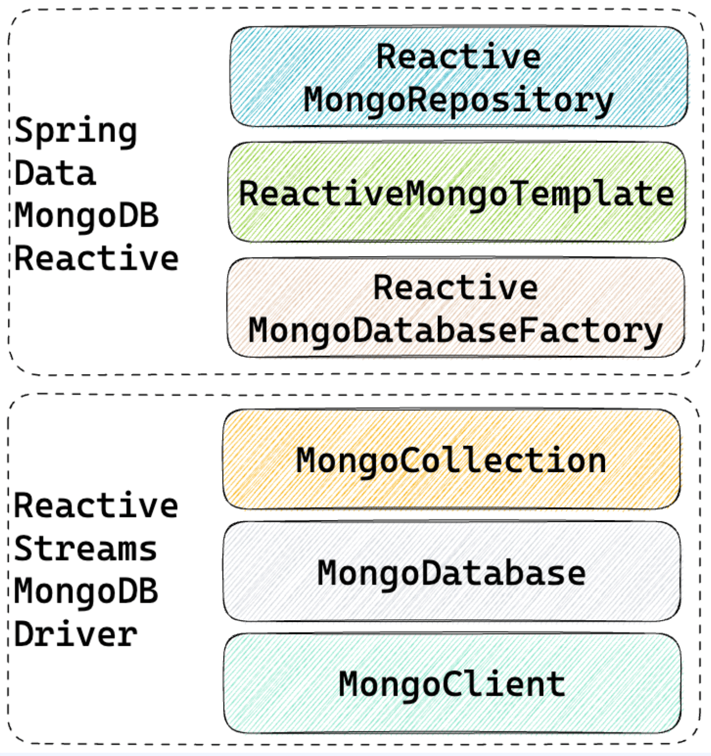 Spring
Data
MongoDB
Reactive
Reactive
MongoRepository
ReactiveMongoTemplate
Reactive
MongoDatabaseFactory
Reactive
Streams
MongoDB
Driver
MongoCollection
MongoDatabase
MongoClient